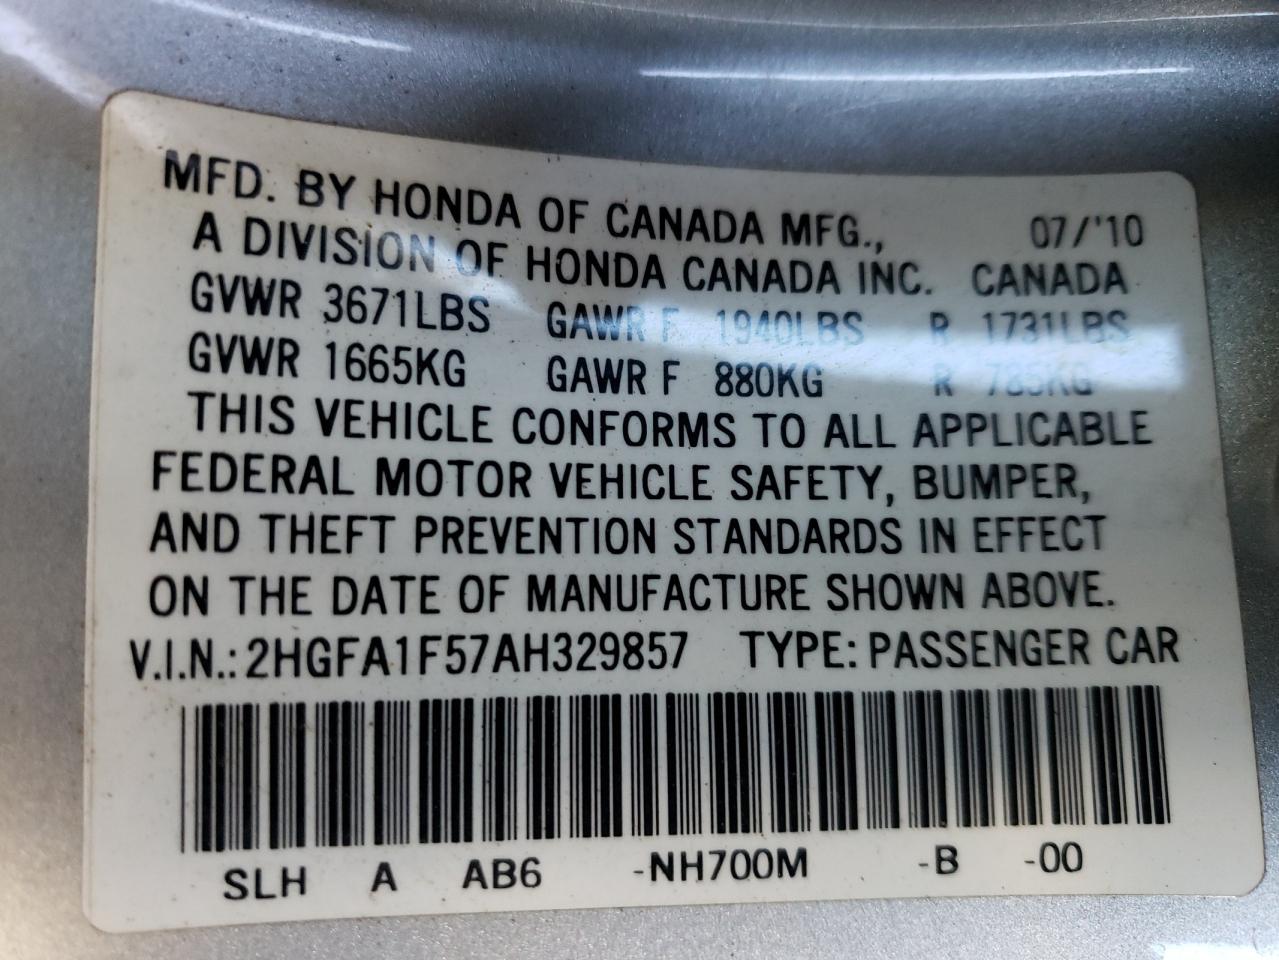 MFD. BY HONDA OF CANADA MFG., 07/'10
A DIVISION OF HONDA CANADA INC. CANADA
GVWR 3671LBS GAWR F 1940LBS R 1731LBS
GVWR 1665KG GAWR F 880KG R 785KG
THIS VEHICLE CONFORMS TO ALL APPLICABLE
FEDERAL MOTOR VEHICLE SAFETY, BUMPER,
AND THEFT PREVENTION STANDARDS IN EFFECT
ON THE DATE OF MANUFACTURE SHOWN ABOVE.
V.I.N.: 2HGFA1F57AH329857 TYPE: PASSENGER CAR
SLH A AB6 -NH700M -B -00